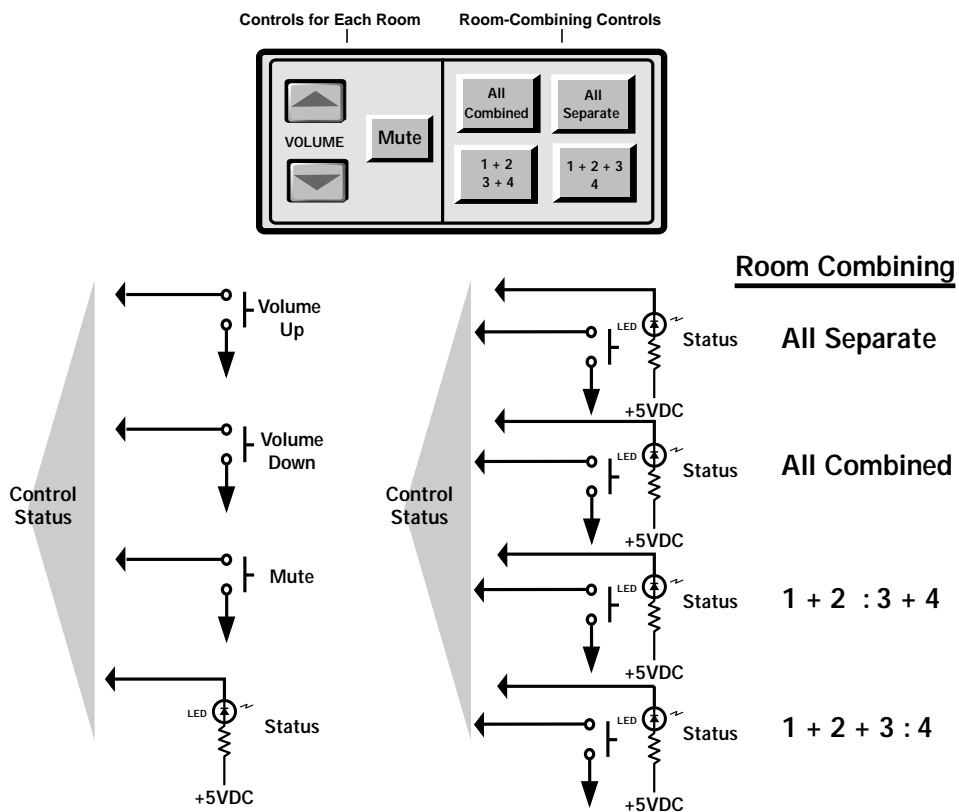 Controls for Each Room
Room-Combining Controls
VOLUME
Mute
All
Combined
All
Separate
1 + 2
3 + 4
1 + 2 + 3
4
Control
Status
Volume
Up
Volume
Down
Mute
LED
Status
+5VDC
Room Combining
Control
Status
LED
Status
+5VDC
All Separate
LED
Status
+5VDC
All Combined
LED
Status
+5VDC
1 + 2 : 3 + 4
LED
Status
+5VDC
1 + 2 + 3 : 4